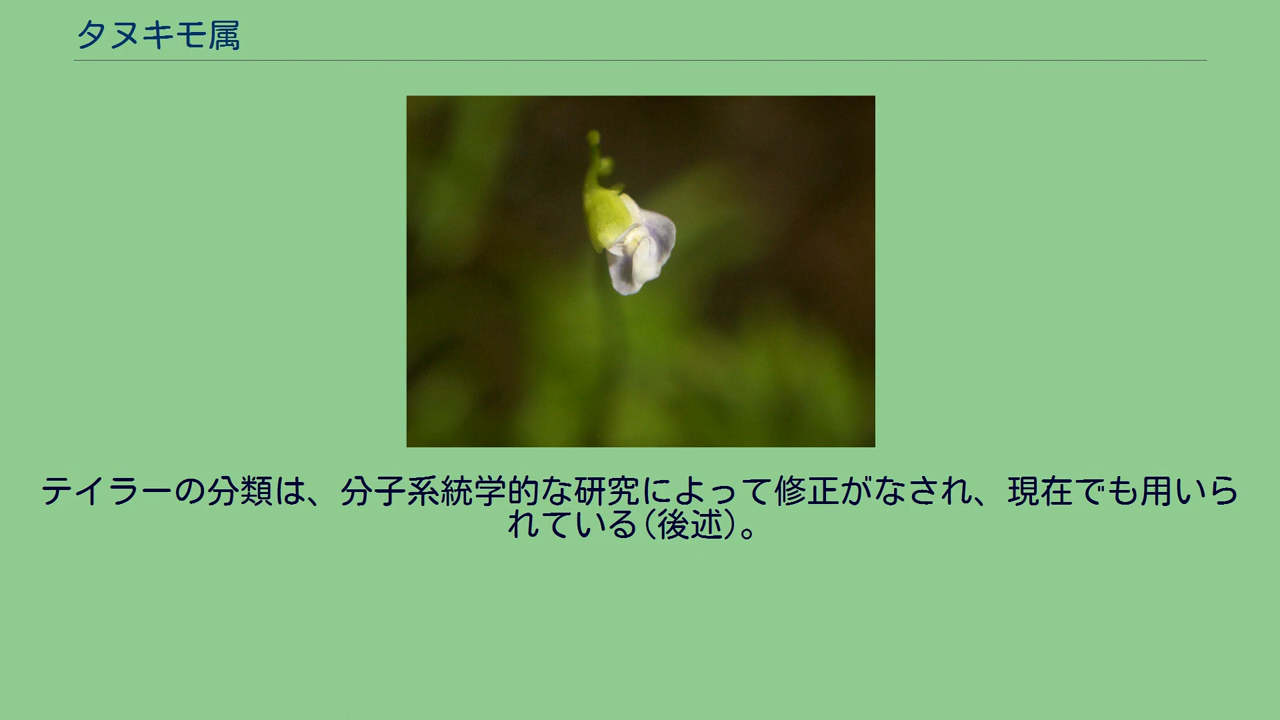 タヌキモ属
テイラーの分類は、分子系統学的な研究によって修正がなされ、現在でも用いら
れている(後述)。